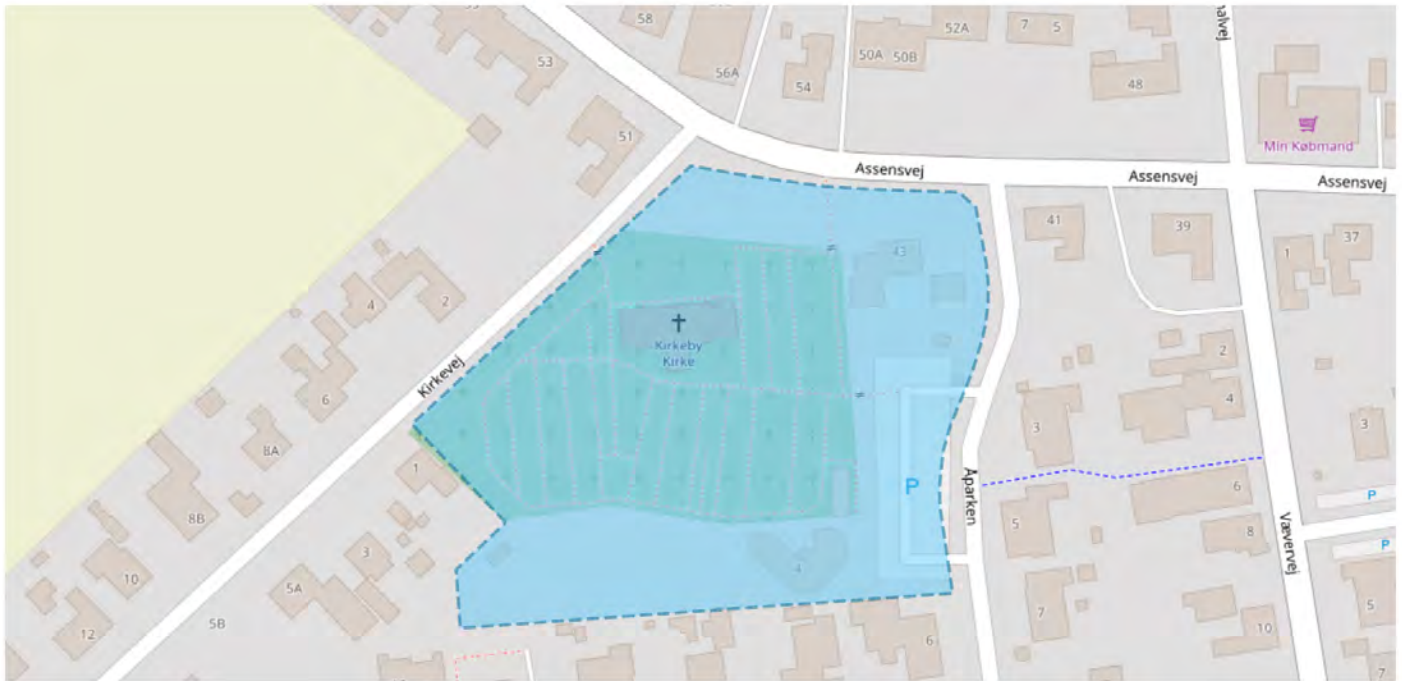 58
53
56A
54
50A
50B
52A
7
5
48
Min Købmand
51
Assensvej
Assensvej
Assensvej
41
39
1
37
43
4
2
Kirkeby
Kirke
Kirkevej
6
8A
8B
1
3
2
4
3
3
P
Åparken
6
P
5
8
Vævervej
P
10
3
5A
4
12
5B
7
6
10
5
7